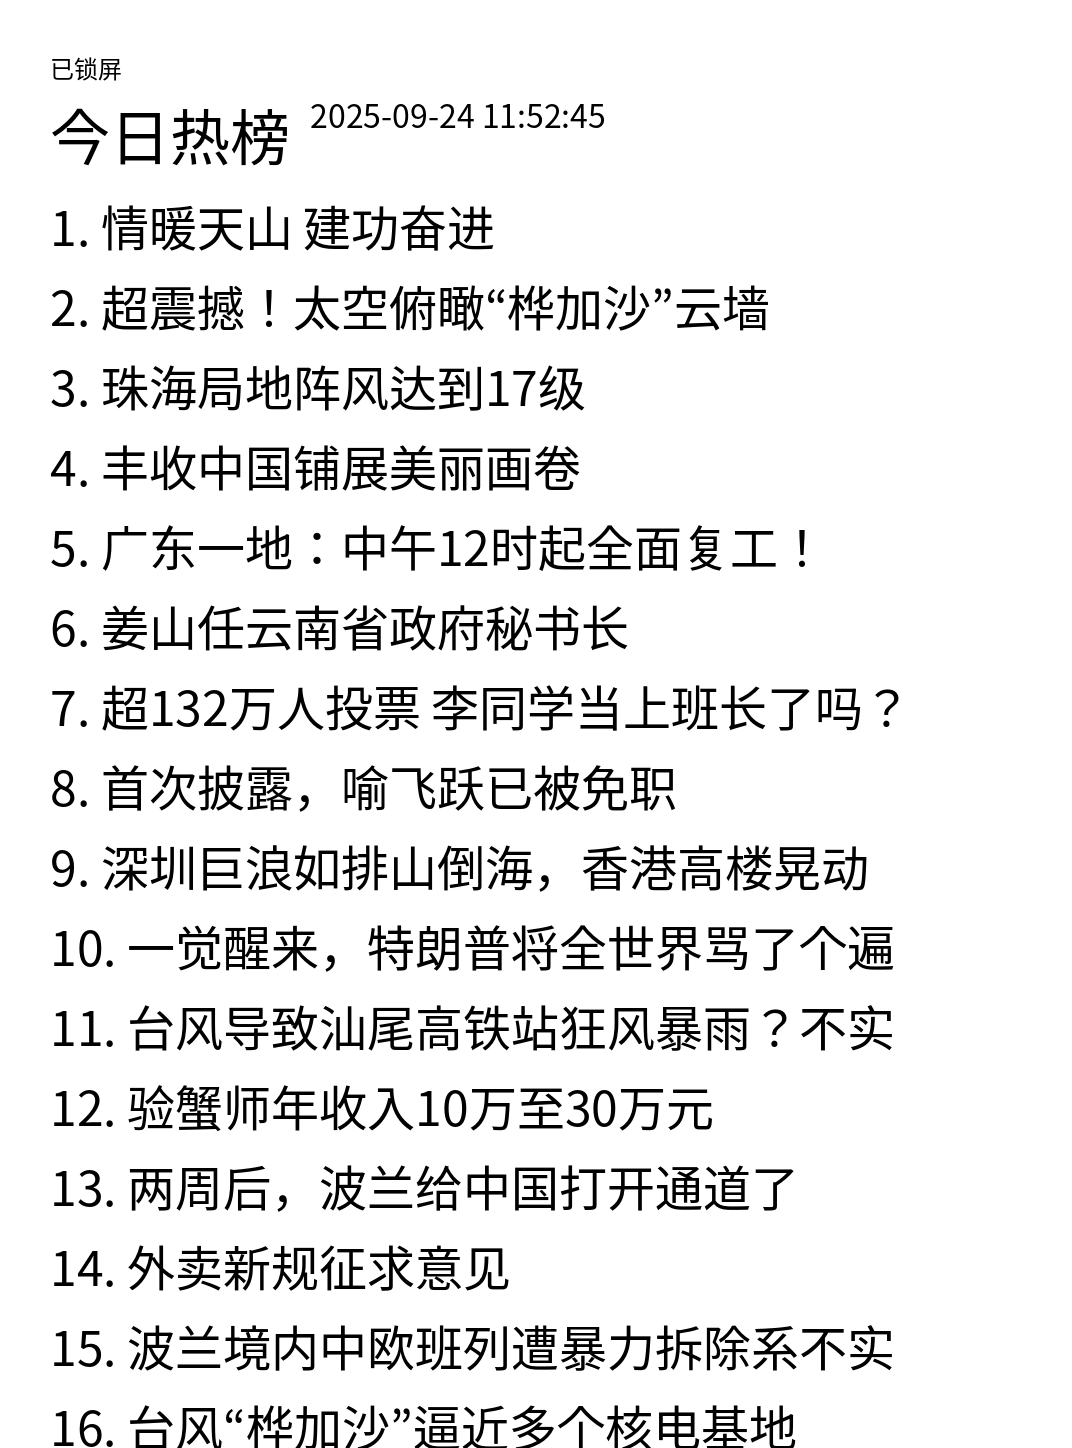 已锁屏
今日热榜 2025-09-24 11:52:45
1. 情暖天山 建功奋进
2. 超震撼！太空俯瞰“桦加沙”云墙
3. 珠海局地阵风达到17级
4. 丰收中国铺展美丽画卷
5. 广东一地：中午12时起全面复工！
6. 姜山任云南省政府秘书长
7. 超132万人投票 李同学当上班长了吗？
8. 首次披露，喻飞跃已被免职
9. 深圳巨浪如排山倒海，香港高楼晃动
10. 一觉醒来，特朗普将全世界骂了个遍
11. 台风导致汕尾高铁站狂风暴雨？不实
12. 验蟹师年收入10万至30万元
13. 两周后，波兰给中国打开通道了
14. 外卖新规征求意见
15. 波兰境内中欧班列遭暴力拆除系不实
16. 台风“桦加沙”逼近多个核电基地